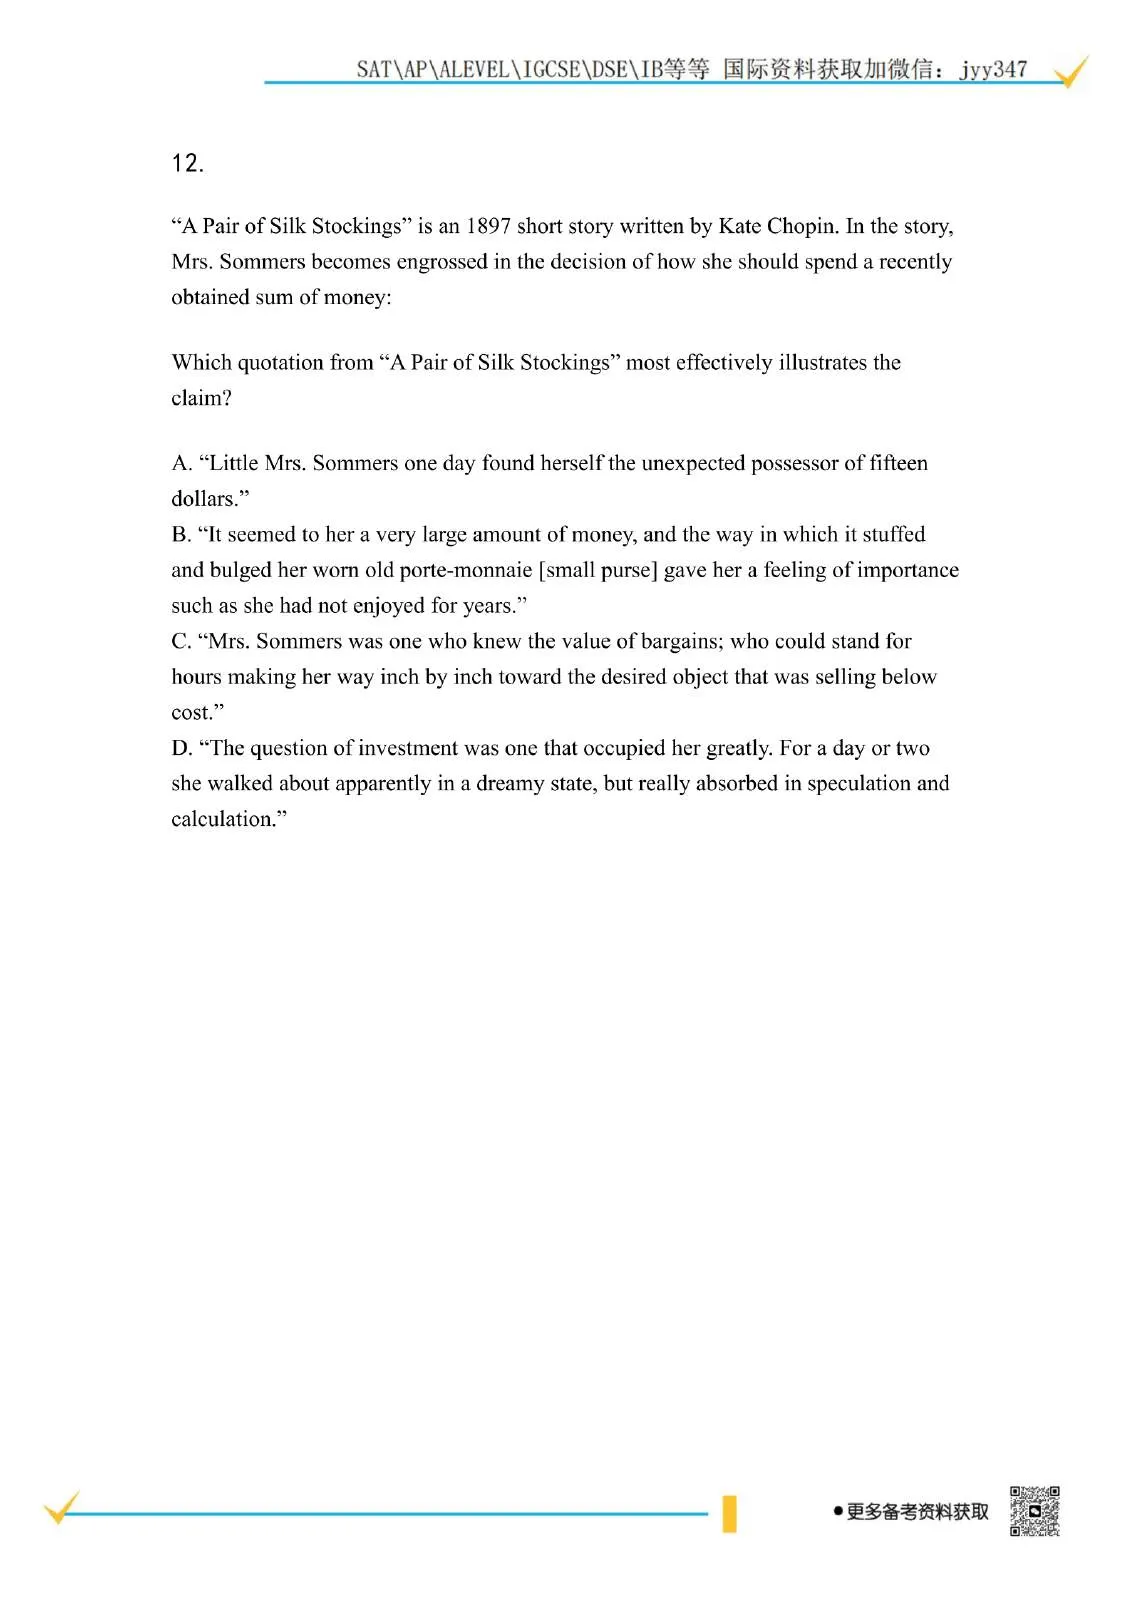 SAT\AP\ALEVEL\IGCSE\DSE\IB等等 国际资料获取加微信：jyy347
12.
“A Pair of Silk Stockings” is an 1897 short story written by Kate Chopin. In the story,
Mrs. Sommers becomes engrossed in the decision of how she should spend a recently
obtained sum of money:
Which quotation from “A Pair of Silk Stockings” most effectively illustrates the
claim?
A. “Little Mrs. Sommers one day found herself the unexpected possessor of fifteen
dollars.”
B. “It seemed to her a very large amount of money, and the way in which it stuffed
and bulged her worn old porte-monnaie [small purse] gave her a feeling of importance
such as she had not enjoyed for years.”
C. “Mrs. Sommers was one who knew the value of bargains; who could stand for
hours making her way inch by inch toward the desired object that was selling below
cost.”
D. “The question of investment was one that occupied her greatly. For a day or two
she walked about apparently in a dreamy state, but really absorbed in speculation and
calculation.”
●更多备考资料获取